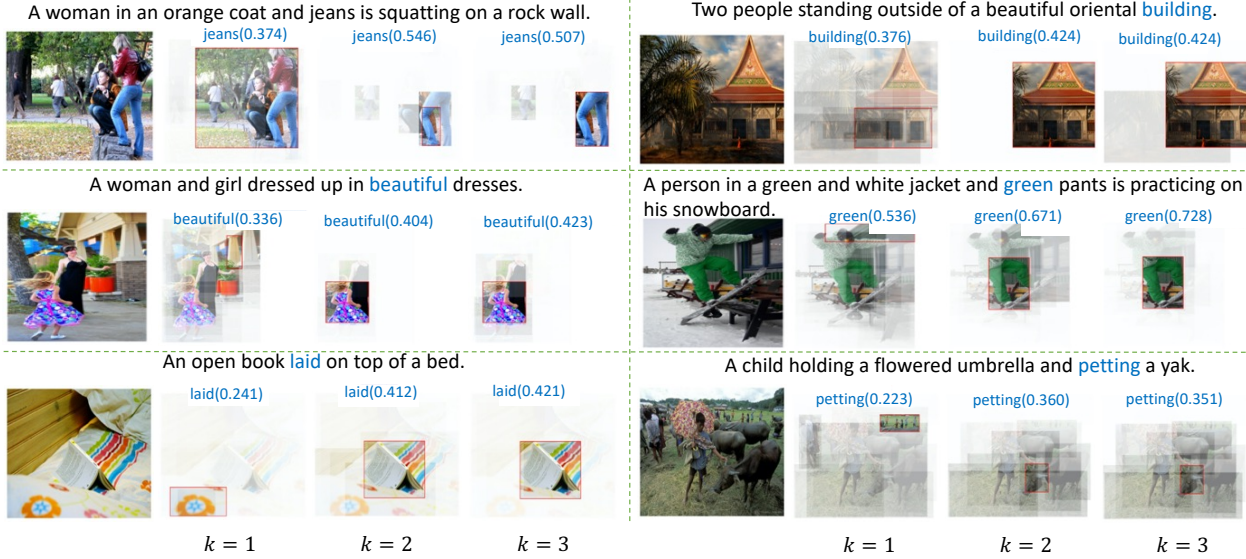 A woman in an orange coat and jeans is squatting on a rock wall.
jeans(0.374)
jeans(0.546)
jeans(0.507)
Two people standing outside of a beautiful oriental building.
building(0.376)
building(0.424)
building(0.424)
A woman and girl dressed up in beautiful dresses.
beautiful(0.336)
beautiful(0.404)
beautiful(0.423)
A person in a green and white jacket and green pants is practicing on
his snowboard.
green(0.536)
green(0.671)
green(0.728)
An open book laid on top of a bed.
laid(0.241)
laid(0.412)
laid(0.421)
A child holding a flowered umbrella and petting a yak.
petting(0.223)
petting(0.360)
petting(0.351)
k = 1
k = 2
k = 3
k = 1
k = 2
k = 3